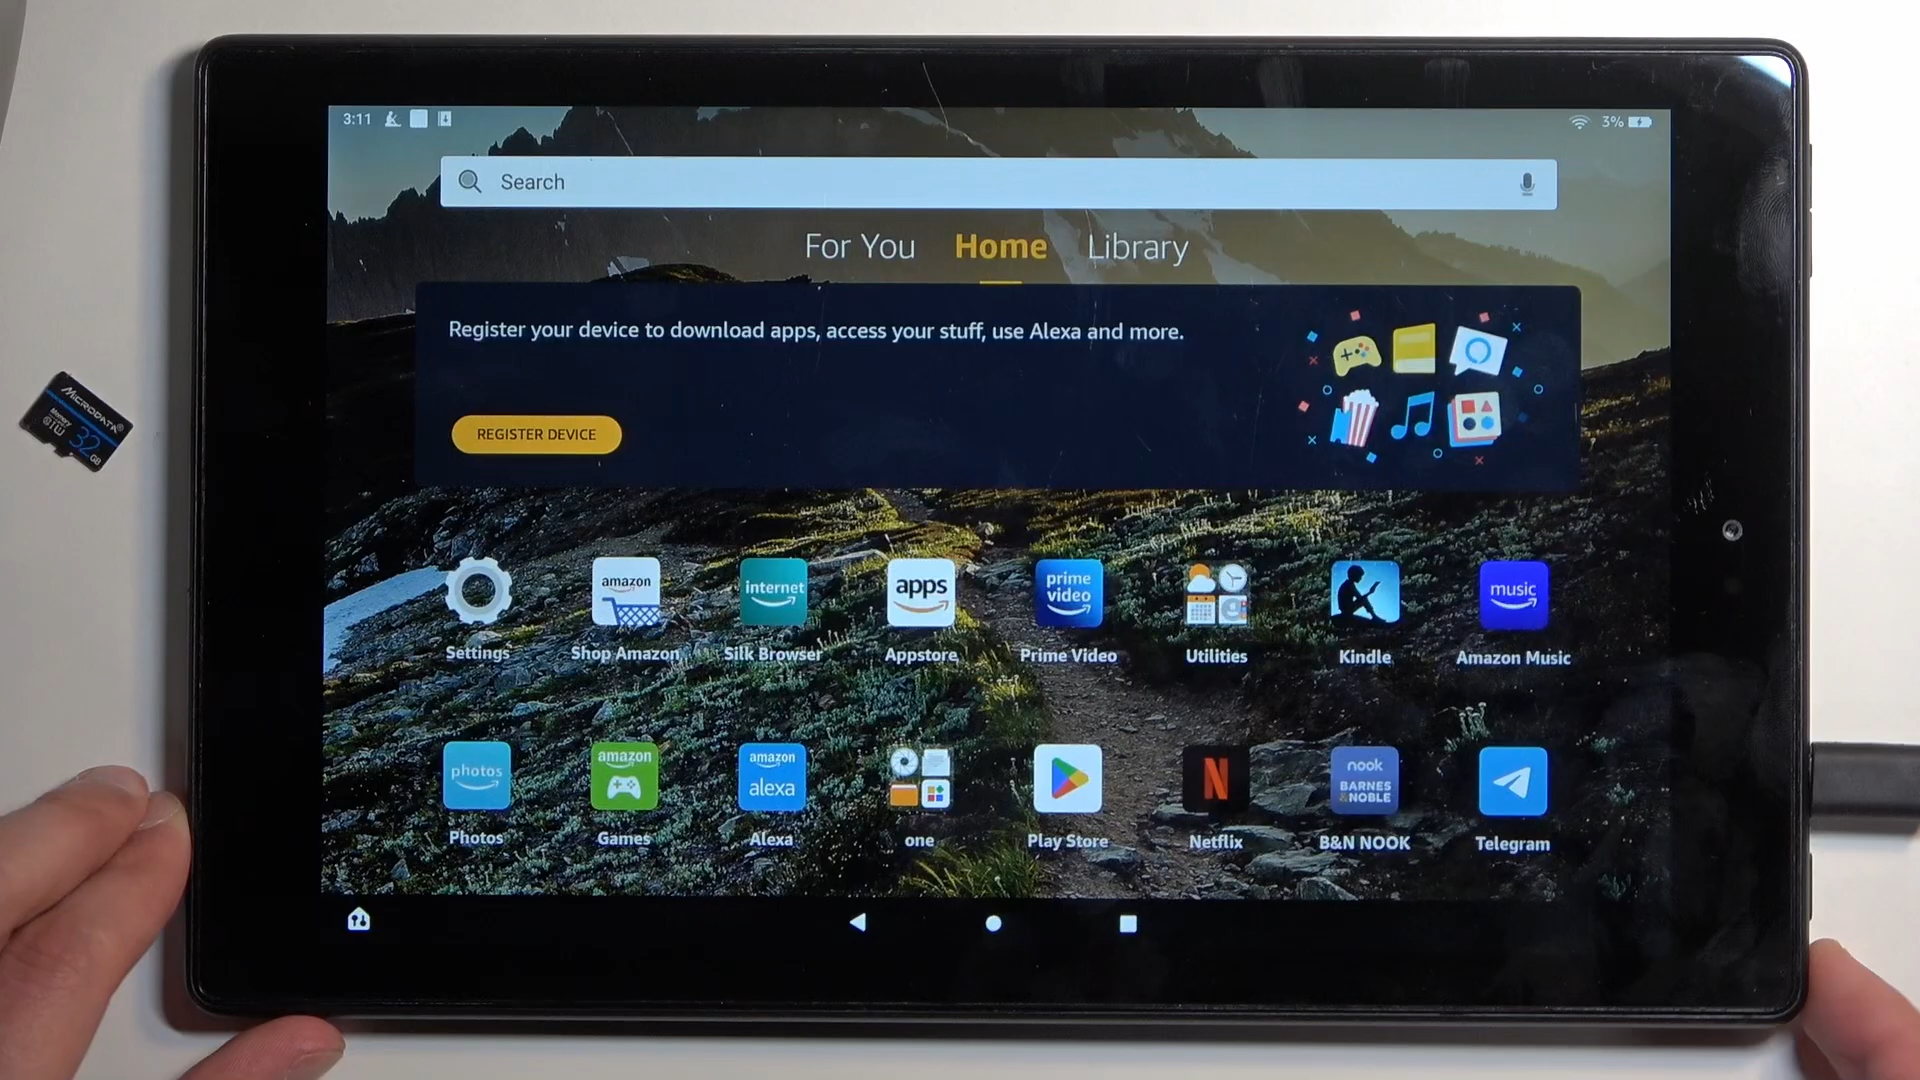 3:11
3%
Search
For You Home Library
Register your device to download apps, access your stuff, use Alexa and more.
REGISTER DEVICE
MICRODATA
Memory
32 GB
amazon
internet
apps
prime
video
music
Settings Shop Amazon Silk Browser Appstore Prime Video Utilities Kindle Amazon Music
photos
amazon
amazon
alexa
N
nook
BARNES
&NOBLE
Photos Games Alexa one Play Store Netflix B&N NOOK Telegram